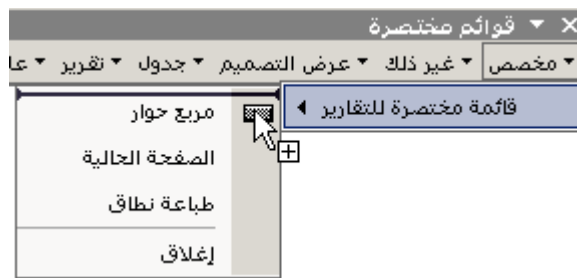 قوائم مختصرة
مخصص غير ذلك عرض التصميم جدول تقرير
قائمة مختصرة للتقارير
مربع حوار
الصفحة الحالية
طباعة نطاق
إغلاق